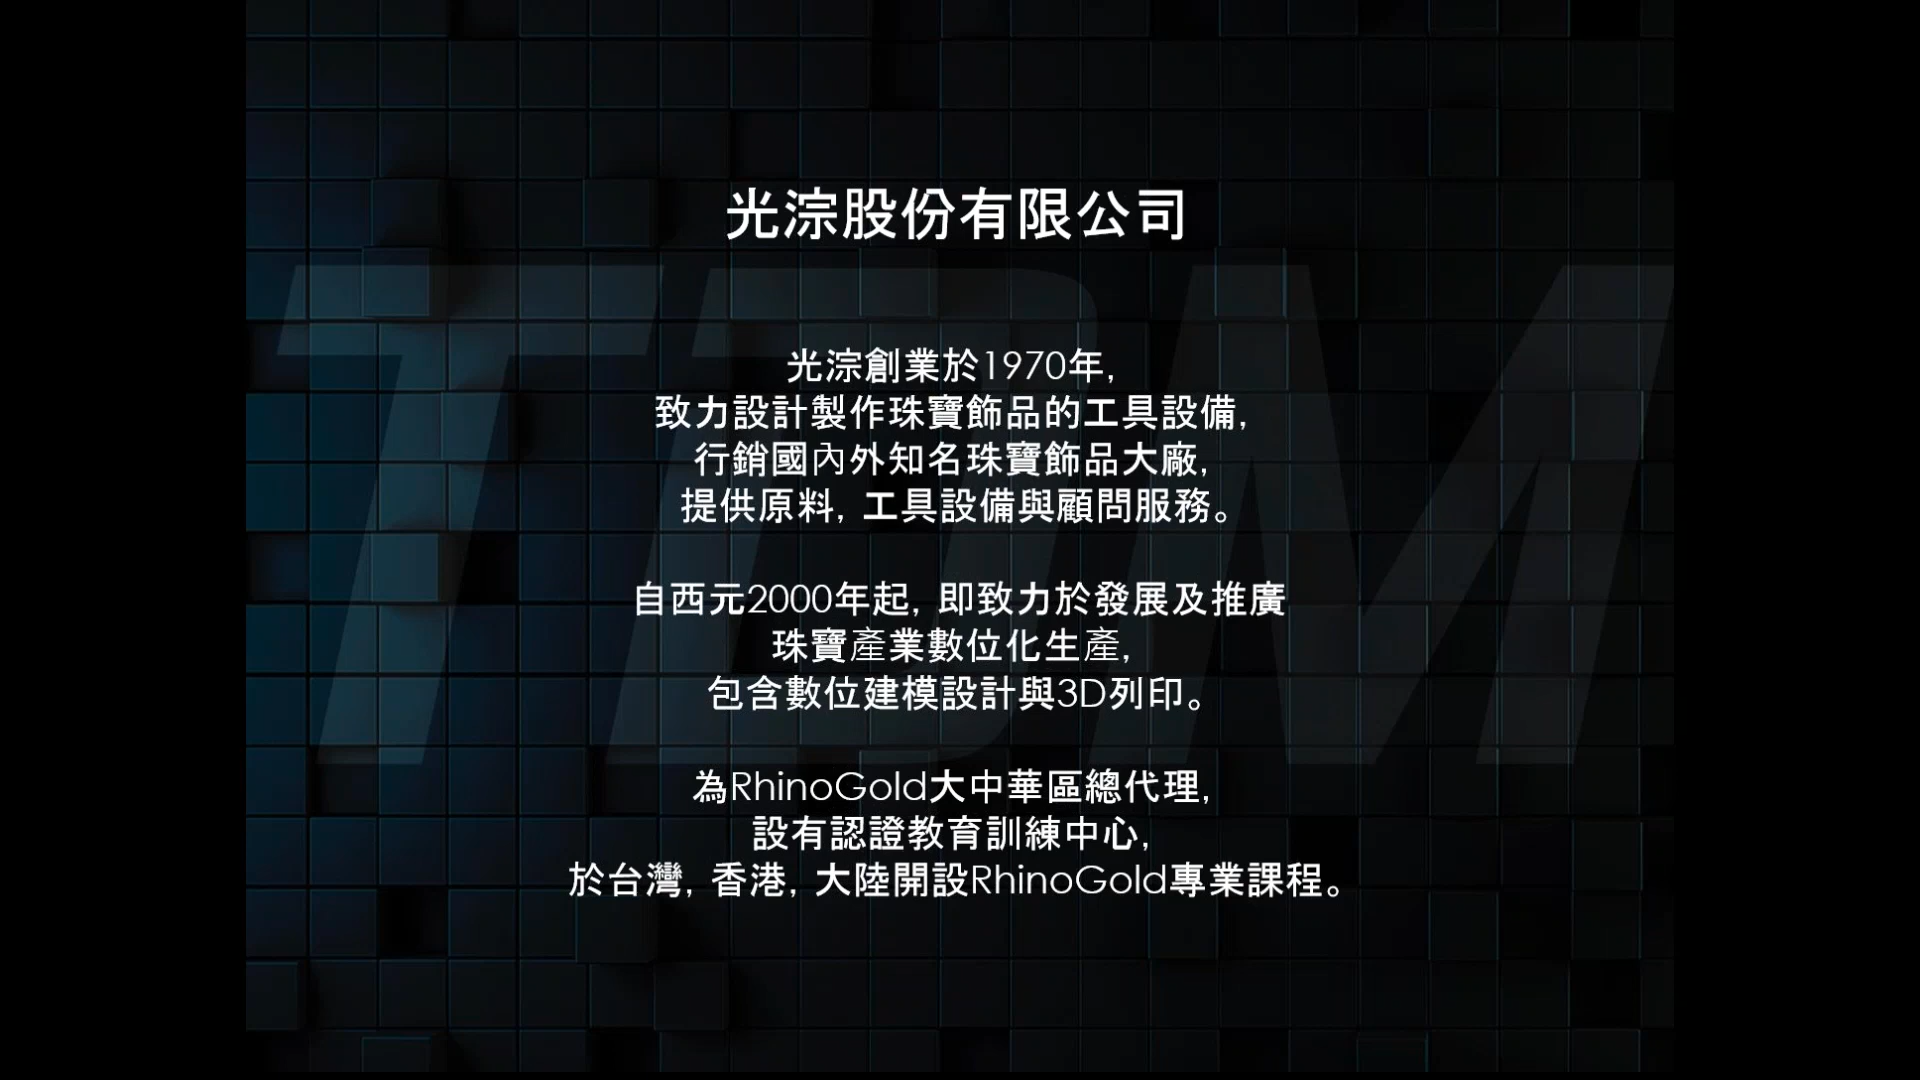 光淙股份有限公司
光淙創業於1970年,
致力設計製作珠寶飾品的工具設備,
行銷國內外知名珠寶飾品大廠,
提供原料, 工具設備與顧問服務。
自西元2000年起, 即致力於發展及推廣
珠寶產業數位化生產,
包含數位建模設計與3D列印。
為RhinoGold大中華區總代理,
設有認證教育訓練中心,
於台灣, 香港, 大陸開設RhinoGold專業課程。
TDM